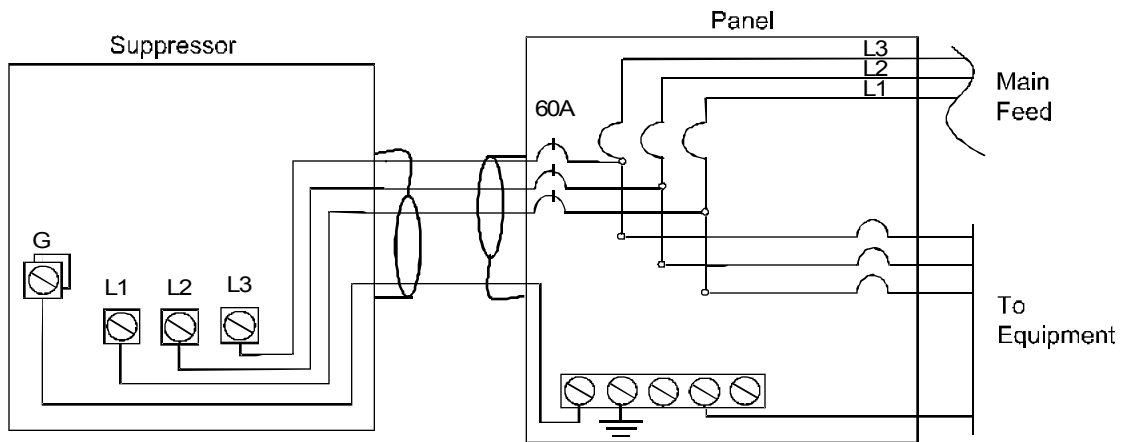 Suppressor
Panel
L3
L2
L1
Main
Feed
60A
G
L1
L2
L3
To
Equipment